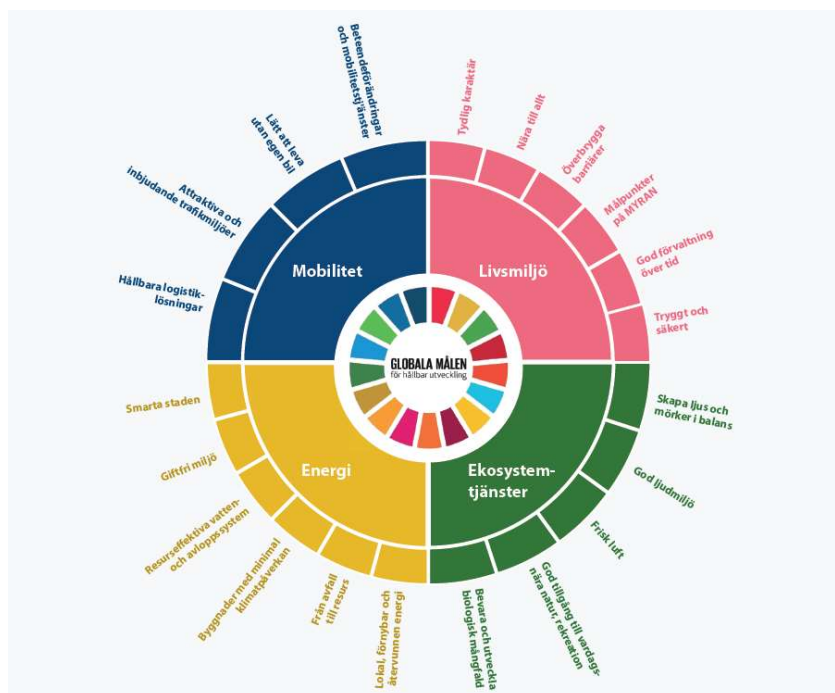 Beteendeförändringar
och mobilitetstjänster
Lätt att leva
utan egen bil
Attraktiva och
inbjudande trafikmiljöer
Hållbara logistik-
lösningar
Mobilitet
Tydlig karaktär
Nära till allt
Överbrygga
barriärer
Målpunkter
på MYRAN
God förvaltning
över tid
Tryggt och
säkert
Livsmiljö
GLOBALA MÅLEN
för hållbar utveckling
Smarta staden
Giftfri miljö
Resurseffektiva vatten-
och avloppssystem
Byggnader med minimal
klimatpåverkan
Från avfall
till resurs
Lokal, förnybar och
återvunnen energi
Energi
Ekosystem-
tjänster
Skapa ljus och
mörker i balans
God ljudmiljö
Frisk luft
God tillgång till vardags-
nära natur, rekreation
Bevara och utveckla
biologisk mångfald